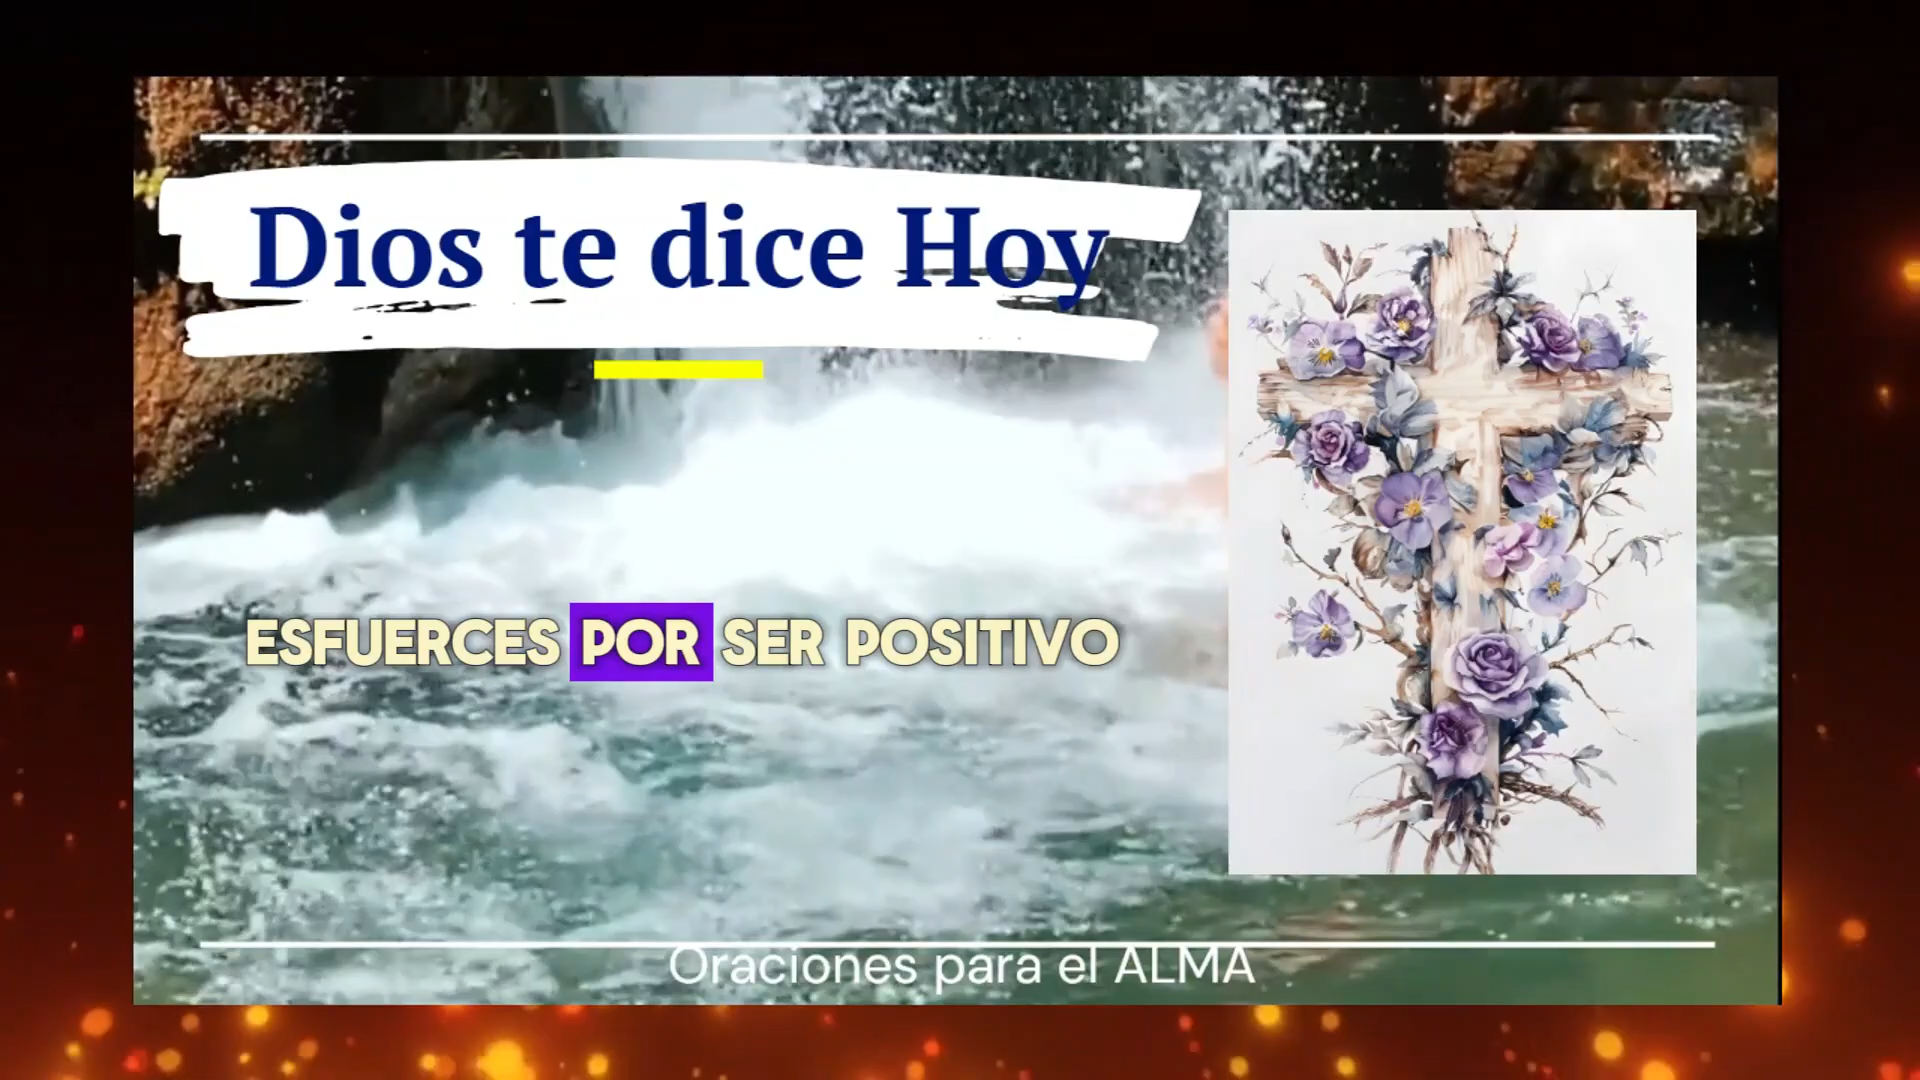 Dios te dice Hoy
ESFUERCES POR SER POSITIVO
Oraciones para el ALMA